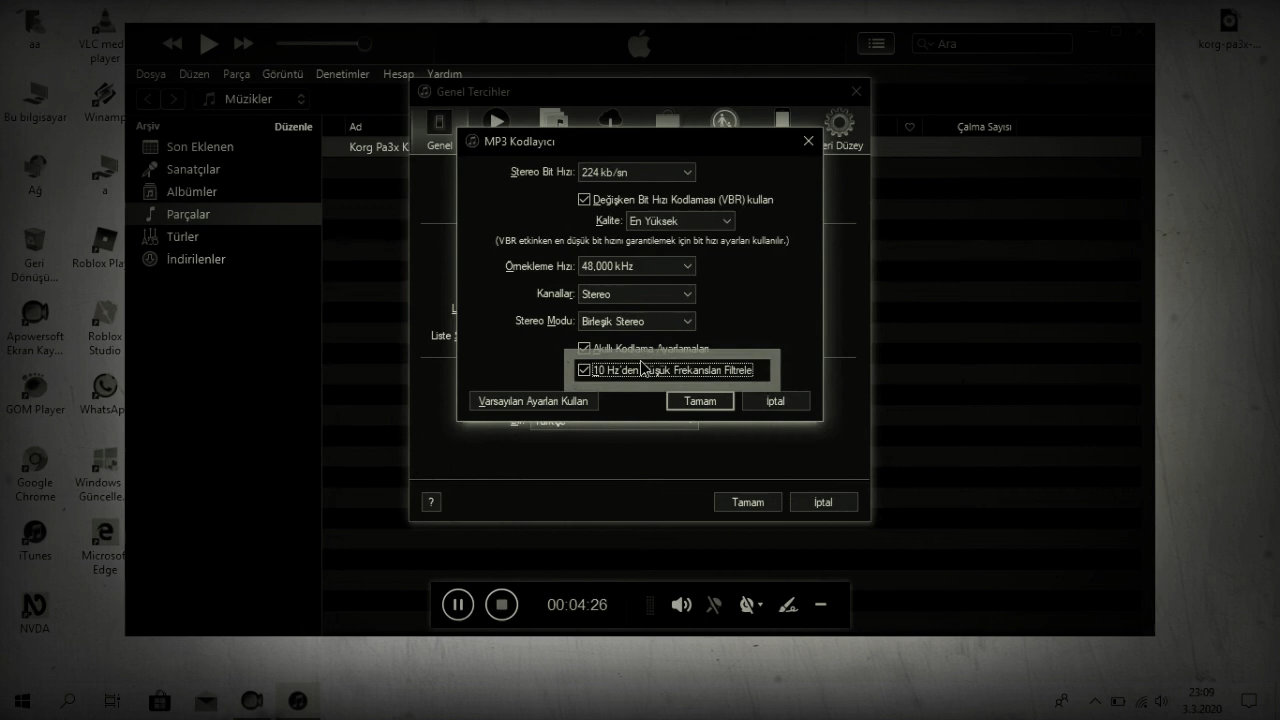 aa
VLC med
player
Bu bilgisayar
Winamp
Ağ
a
Geri
Dönüşü...
Roblox Pla
Apowersoft
Ekran Kay...
Roblox
Studio
GOM Player
WhatsAp
Google
Chrome
Windows
Güncelle.
iTunes
Microsof
Edge
NVDA
korg-pa3x-...
Ara
Dosya Düzen Parça Görüntü Denetimler Hesap Yardım
Müzikler
Arşiv Düzenle
Son Eklenen
Sanatçılar
Albümler
Parçalar
Türler
İndirilenler
Ad Çalma Sayısı
Korg Pa3x K
Genel Tercihler
Genel eri Düzey
Liste
MP3 Kodlayıcı
Stereo Bit Hızı: 224 kb/sn
Değişken Bit Hızı Kodlaması (VBR) kullan
Kalite: En Yüksek
(VBR etkinken en düşük bit hızını garantilemek için bit hızı ayarları kullanılır.)
Örnekleme Hızı: 48,000 kHz
Kanallar: Stereo
Stereo Modu: Birleşik Stereo
Akıllı Kodlama Ayarlamaları
10 Hz'den Düşük Frekansları Filtrele
Varsayılan Ayarları Kullan Tamam İptal
Türkçe
? Tamam İptal
00:04:26
23:09
3.3.2020